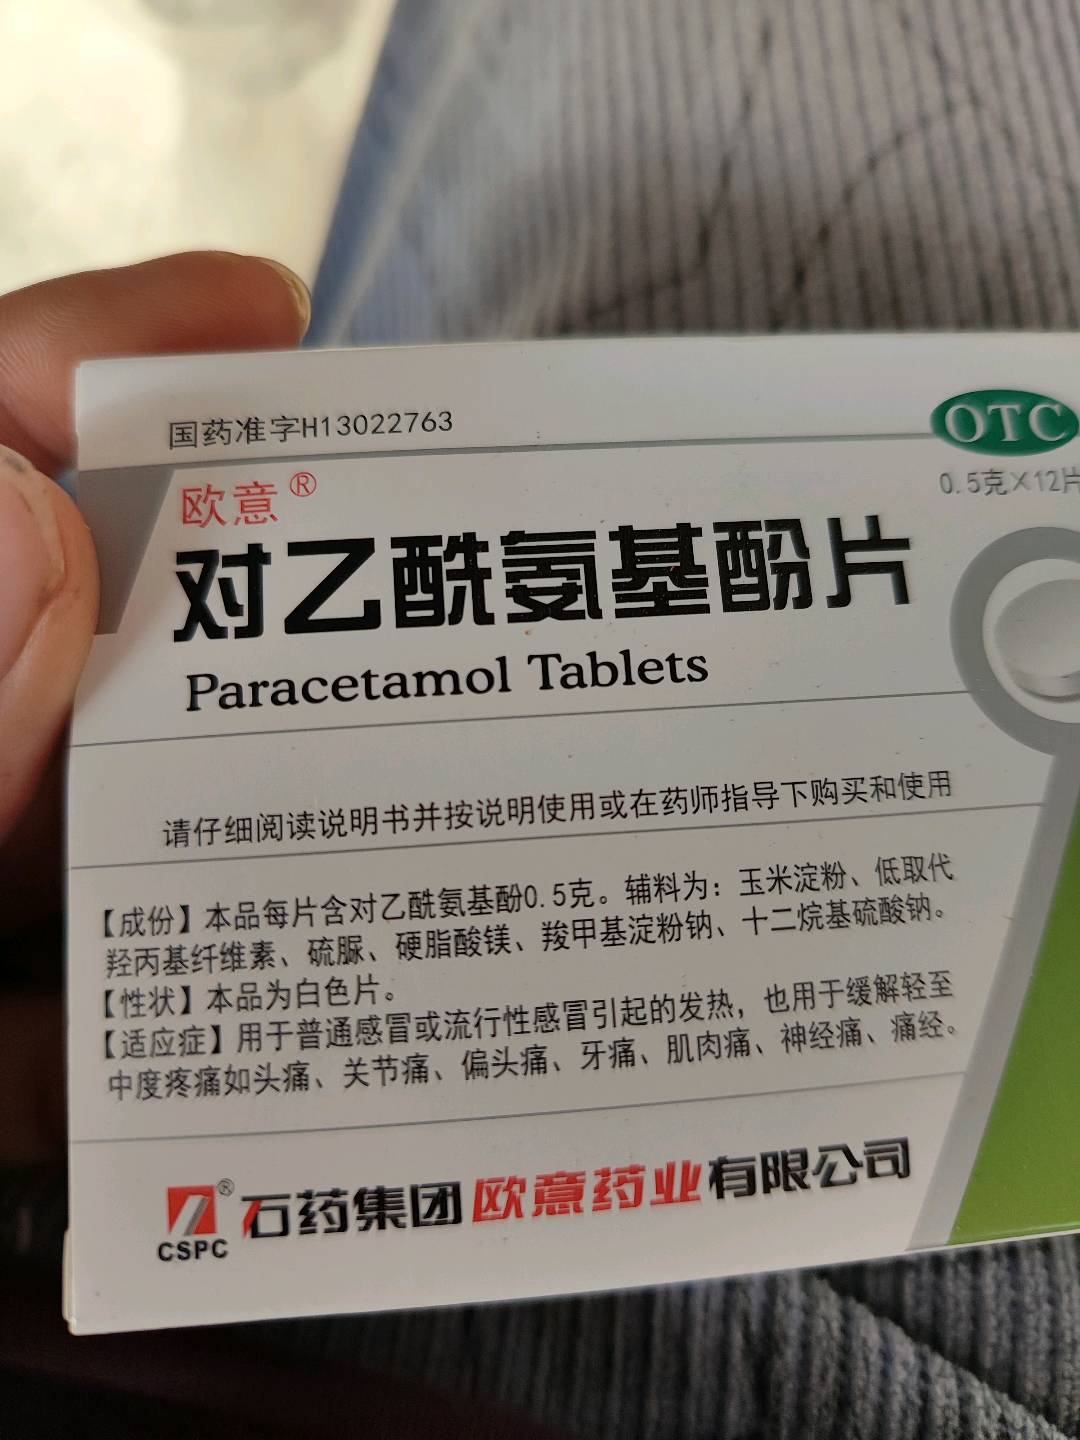 国药准字H13022763
OTC
0.5克×12片
欧意®
对乙酰氨基酚片
Paracetamol Tablets
请仔细阅读说明书并按说明使用或在药师指导下购买和使用
【成份】本品每片含对乙酰氨基酚0.5克。辅料为：玉米淀粉、低取代
羟丙基纤维素、硫脲、硬脂酸镁、羧甲基淀粉钠、十二烷基硫酸钠。
【性状】本品为白色片。
【适应症】用于普通感冒或流行性感冒引起的发热，也用于缓解轻至
中度疼痛如头痛、关节痛、偏头痛、牙痛、肌肉痛、神经痛、痛经。
®石药集团欧意药业有限公司
CSPC